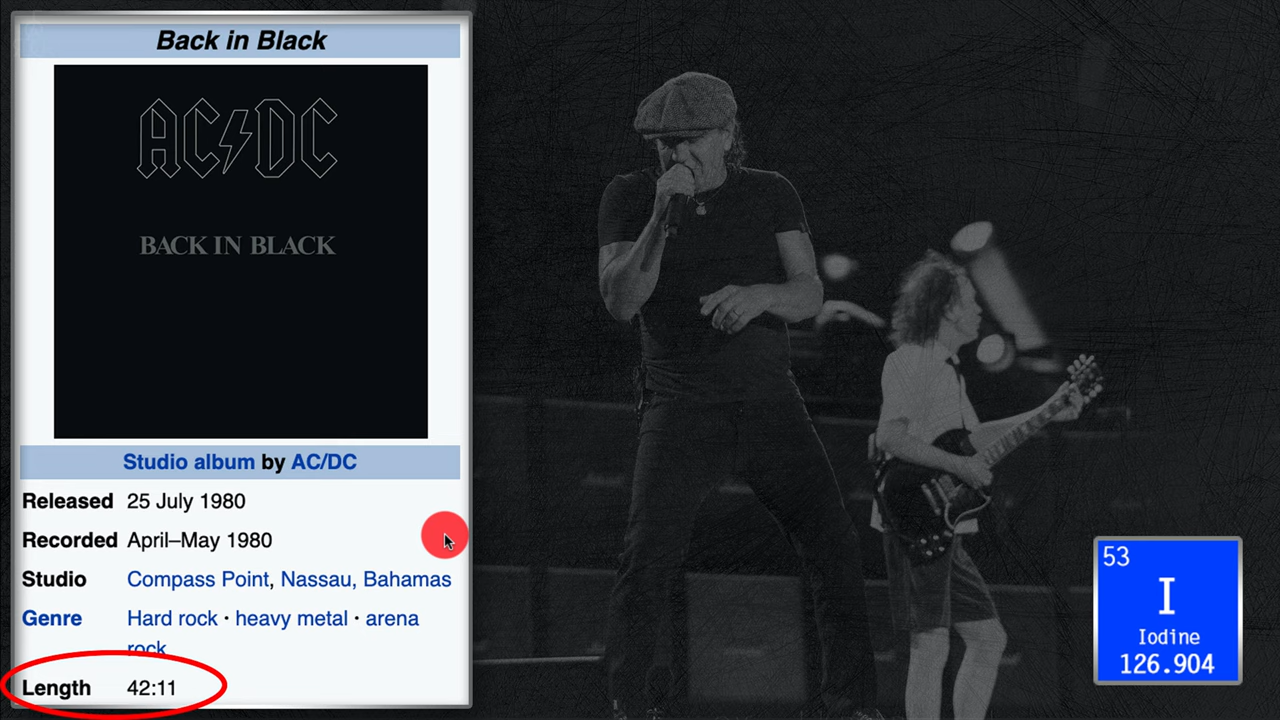 Back in Black
AC/DC
BACK IN BLACK
Studio album by AC/DC
Released 25 July 1980
Recorded April–May 1980
Studio Compass Point, Nassau, Bahamas
Genre Hard rock · heavy metal · arena
rock
Length 42:11
53
I
Iodine
126.904